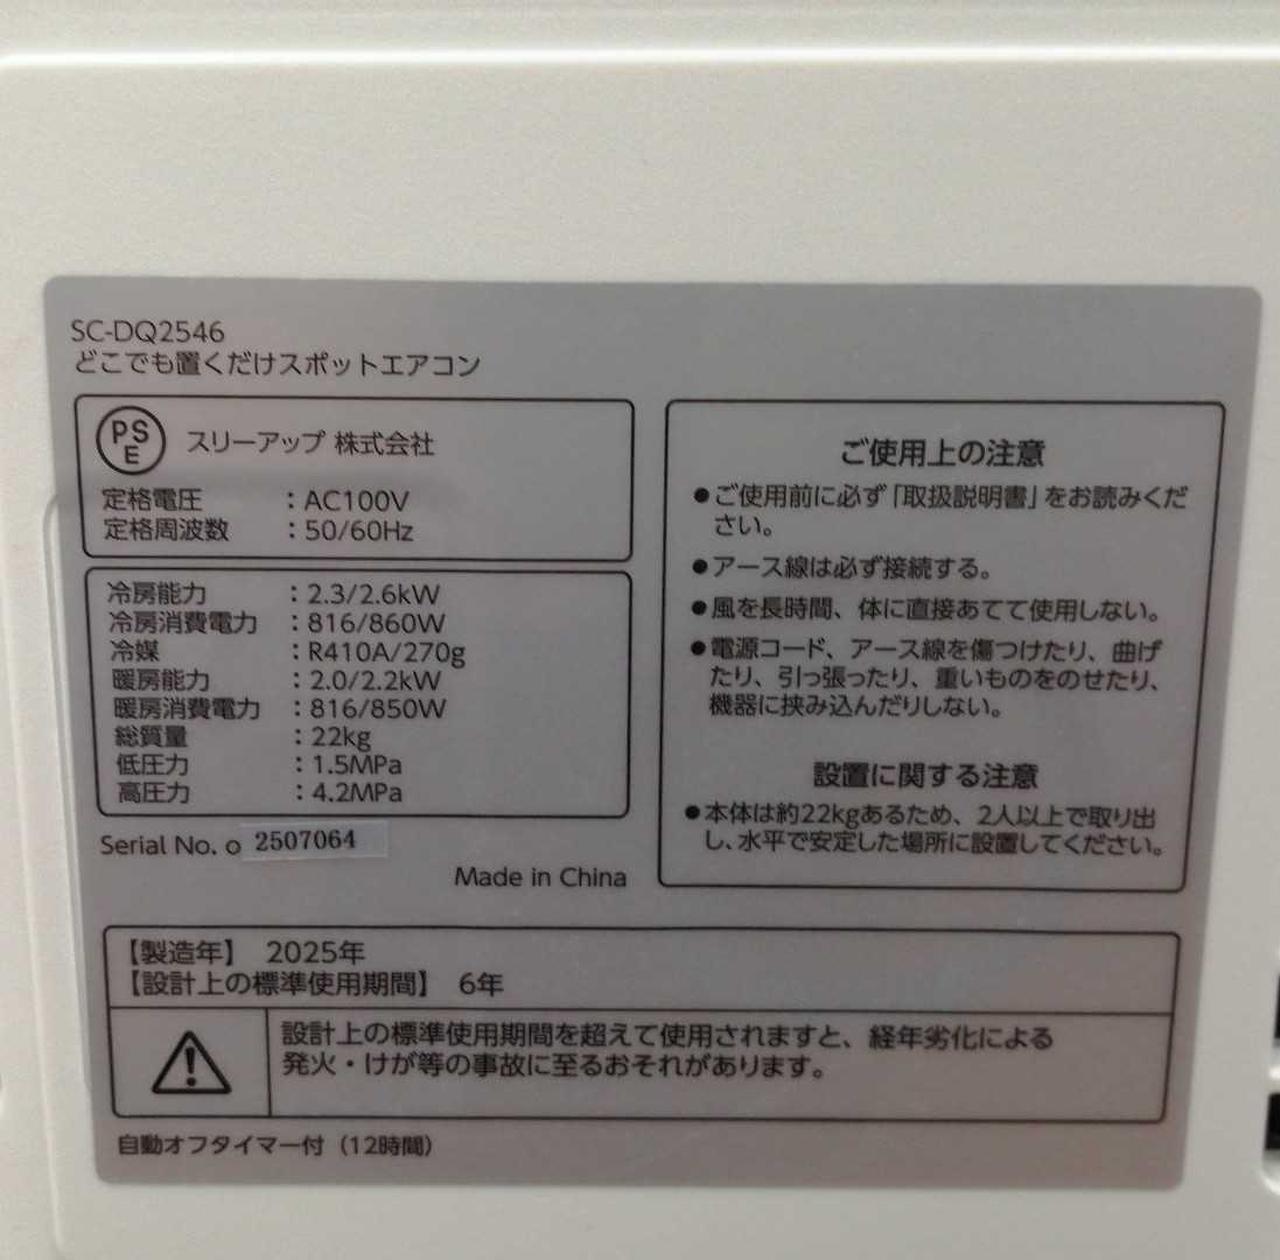 SC-DQ2546
どこでも置くだけスポットエアコン
PSE
スリーアップ 株式会社
定格電圧 : AC100V
定格周波数 : 50/60Hz
冷房能力 : 2.3/2.6kW
冷房消費電力 : 816/860W
冷媒 : R410A/270g
暖房能力 : 2.0/2.2kW
暖房消費電力 : 816/850W
総質量 : 22kg
低圧力 : 1.5MPa
高圧力 : 4.2MPa
Serial No. o 2507064
Made in China
ご使用上の注意
●ご使用前に必ず「取扱説明書」をお読みくだ
さい。
●アース線は必ず接続する。
●風を長時間、体に直接あてて使用しない。
●電源コード、アース線を傷つけたり、曲げ
たり、引っ張ったり、重いものをのせたり、
機器に挟み込んだりしない。
設置に関する注意
●本体は約22kgあるため、2人以上で取り出
し、水平で安定した場所に設置してください。
【製造年】 2025年
【設計上の標準使用期間】 6年
設計上の標準使用期間を超えて使用されますと、経年劣化による
発火・けが等の事故に至るおそれがあります。
自動オフタイマー付（12時間）